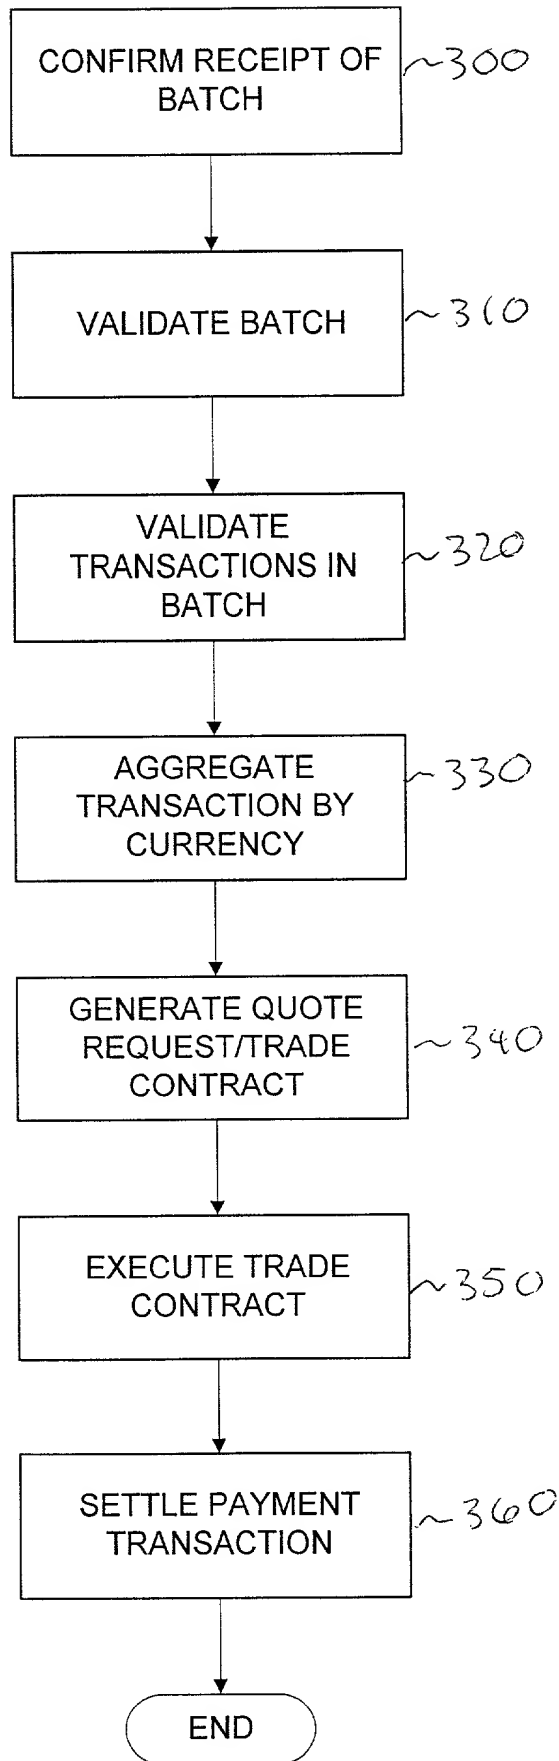 CONFIRM RECEIPT OF
BATCH
~300
VALIDATE BATCH
~310
VALIDATE
TRANSACTIONS IN
BATCH
~320
AGGREGATE
TRANSACTION BY
CURRENCY
~330
GENERATE QUOTE
REQUEST/TRADE
CONTRACT
~340
EXECUTE TRADE
CONTRACT
~350
SETTLE PAYMENT
TRANSACTION
~360
END